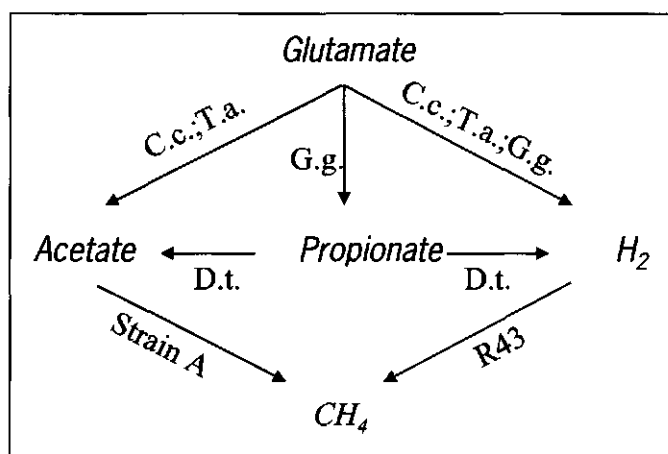 Glutamate
C.c.;T.a.
G.g.
C.c.;T.a.;G.g.
Acetate
D.t.
Propionate
D.t.
H₂
Strain A
R43
CH₄